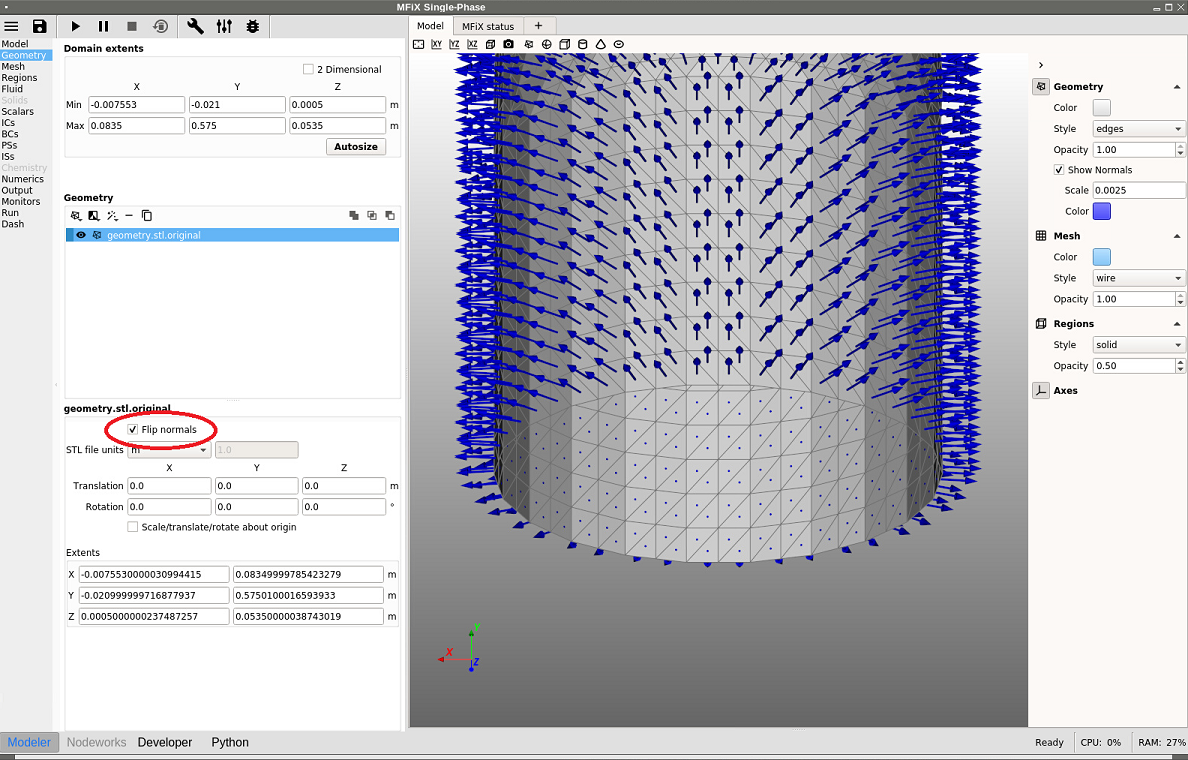 MFiX Single-Phase
Model
Geometry
Mesh
Regions
Fluid
Solids
Scalars
ICs
BCs
PSs
ISs
Chemistry
Numerics
Output
Monitors
Run
Dash
Domain extents
2 Dimensional
X Y Z
Min -0.007553 -0.021 0.0005 m
Max 0.0835 0.575 0.0535 m
Autosize
Geometry
geometry.stl.original
geometry.stl.original
Flip normals
STL file units m 1.0
X Y Z
Translation 0.0 0.0 0.0 m
Rotation 0.0 0.0 0.0 °
Scale/translate/rotate about origin
Extents
X -0.0075530000030994415 0.08349999785423279 m
Y -0.020999999716877937 0.5750100016593933 m
Z 0.0005000000237487257 0.05350000038743019 m
Model MFiX status +
XY YZ XZ
Y
X
Z
Geometry
Color
Style edges
Opacity 1.00
Show Normals
Scale 0.0025
Color
Mesh
Color
Style wire
Opacity 1.00
Regions
Style solid
Opacity 0.50
Axes
Modeler Nodeworks Developer Python
Ready CPU: 0% RAM: 27%